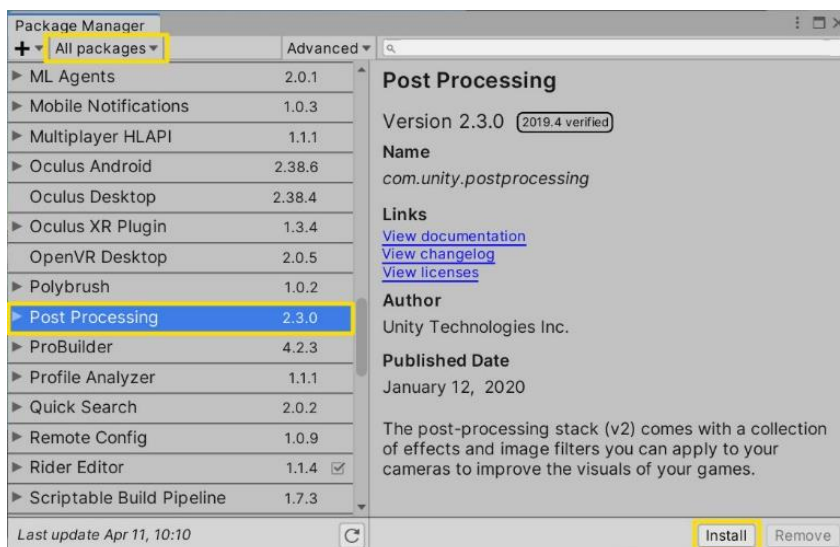 Package Manager
All packages
Advanced
ML Agents 2.0.1
Mobile Notifications 1.0.3
Multiplayer HLAPI 1.1.1
Oculus Android 2.38.6
Oculus Desktop 2.38.4
Oculus XR Plugin 1.3.4
OpenVR Desktop 2.0.5
Polybrush 1.0.2
Post Processing 2.3.0
ProBuilder 4.2.3
Profile Analyzer 1.1.1
Quick Search 2.0.2
Remote Config 1.0.9
Rider Editor 1.1.4
Scriptable Build Pipeline 1.7.3
Last update Apr 11, 10:10
Post Processing
Version 2.3.0 2019.4 verified
Name
com.unity.postprocessing
Links
View documentation
View changelog
View licenses
Author
Unity Technologies Inc.
Published Date
January 12, 2020
The post-processing stack (v2) comes with a collection
of effects and image filters you can apply to your
cameras to improve the visuals of your games.
Install Remove